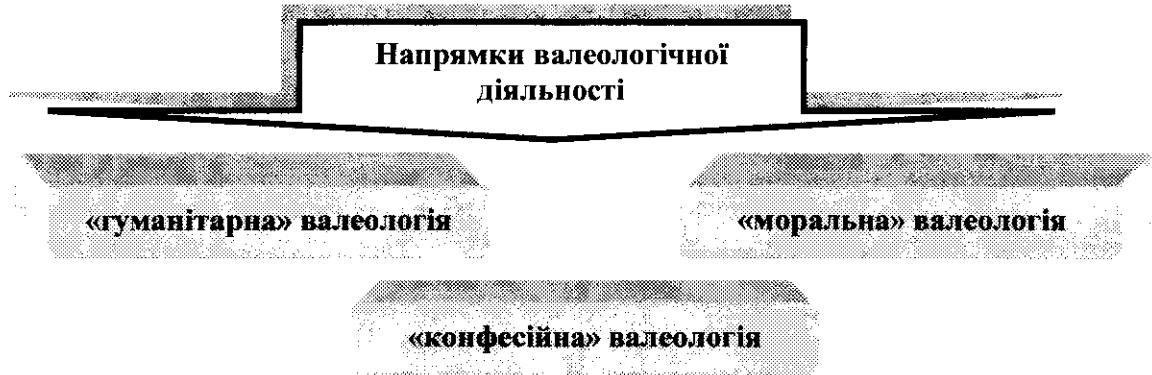 Напрямки валеологічної
діяльності
«гуманітарна» валеологія
«моральна» валеологія
«конфесійна» валеологія